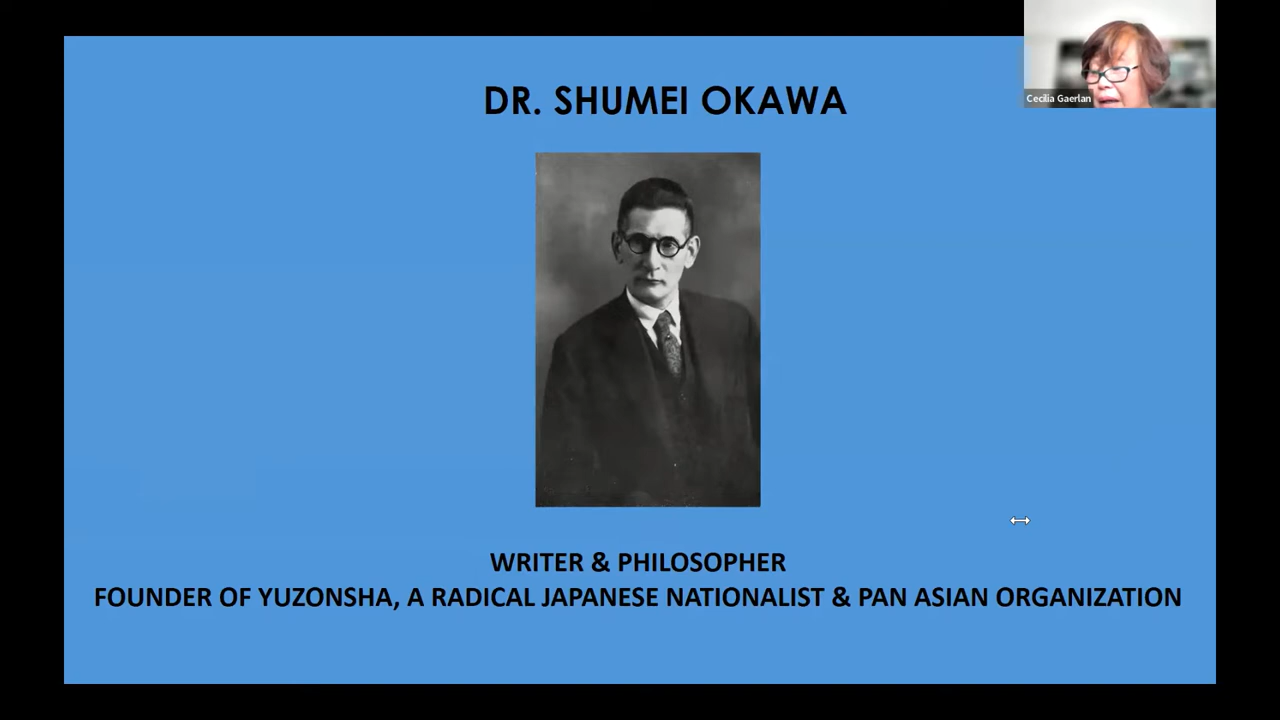 DR. SHUMEI OKAWA
Cecilia Gaerlan
WRITER & PHILOSOPHER
FOUNDER OF YUZONSHA, A RADICAL JAPANESE NATIONALIST & PAN ASIAN ORGANIZATION